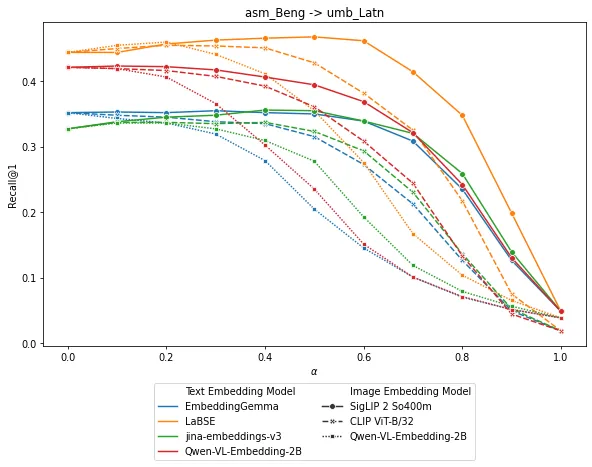 asm_Beng -> umb_Latn
Recall@1
0.4
0.3
0.2
0.1
0.0
0.0 0.2 0.4 0.6 0.8 1.0
α
Text Embedding Model
EmbeddingGemma
LaBSE
jina-embeddings-v3
Qwen-VL-Embedding-2B
Image Embedding Model
SigLIP 2 So400m
CLIP ViT-B/32
Qwen-VL-Embedding-2B